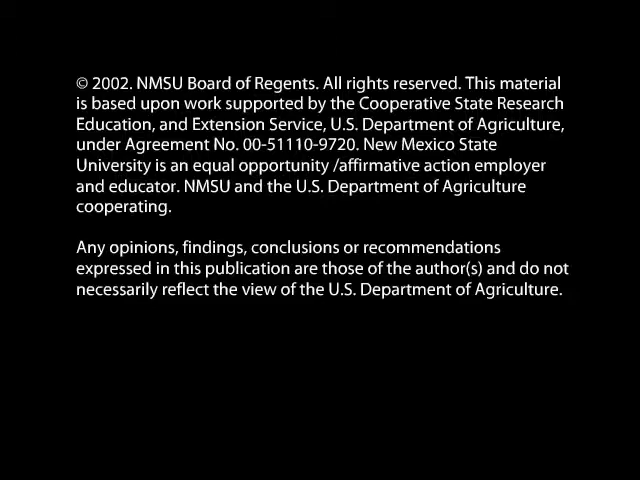 © 2002. NMSU Board of Regents. All rights reserved. This material
is based upon work supported by the Cooperative State Research
Education, and Extension Service, U.S. Department of Agriculture,
under Agreement No. 00-51110-9720. New Mexico State
University is an equal opportunity /affirmative action employer
and educator. NMSU and the U.S. Department of Agriculture
cooperating.
Any opinions, findings, conclusions or recommendations
expressed in this publication are those of the author(s) and do not
necessarily reflect the view of the U.S. Department of Agriculture.